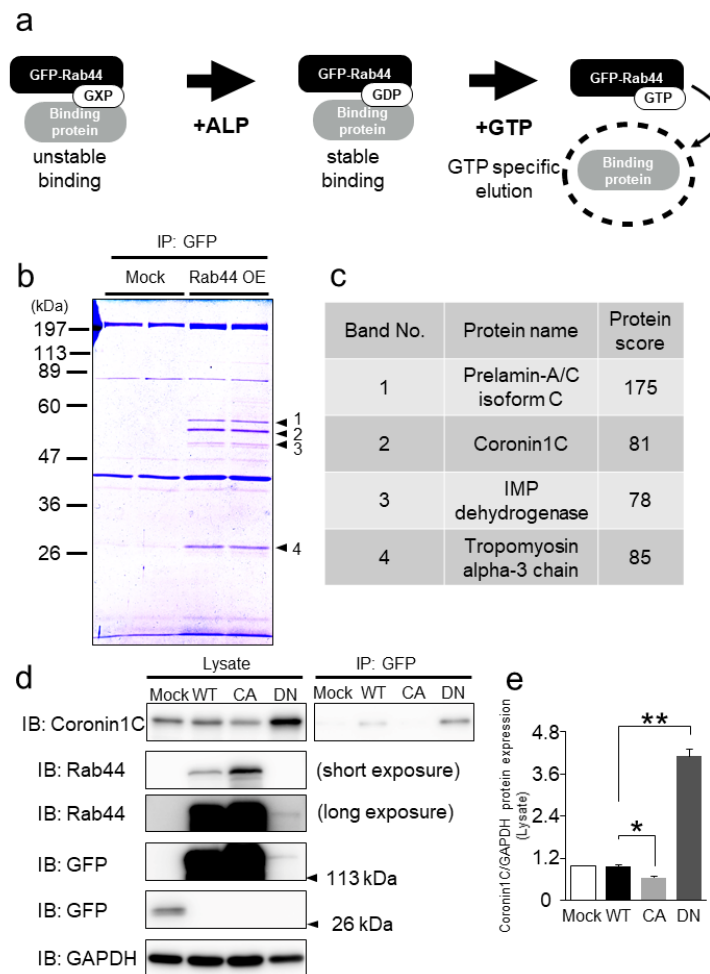 a
GFP-Rab44
GXP
Binding
protein
unstable
binding
+ALP
GFP-Rab44
GDP
Binding
protein
stable
binding
+GTP
GTP specific
elution
GFP-Rab44
GTP
Binding
protein
b
IP: GFP
Mock Rab44 OE
(kDa)
197
113
89
60
47
36
26
1
2
3
4
c
Band No. Protein name Protein score
1 Prelamin-A/C isoform C 175
2 Coronin1C 81
3 IMP dehydrogenase 78
4 Tropomyosin alpha-3 chain 85
d
Lysate IP: GFP
Mock WT CA DN Mock WT CA DN
IB: Coronin1C
IB: Rab44 (short exposure)
IB: Rab44 (long exposure)
IB: GFP 113 kDa
IB: GFP 26 kDa
IB: GAPDH
e
Coronin1C/GAPDH protein expression
(Lysate)
4.8
3.6
2.4
1.2
0
**
*
Mock WT CA DN